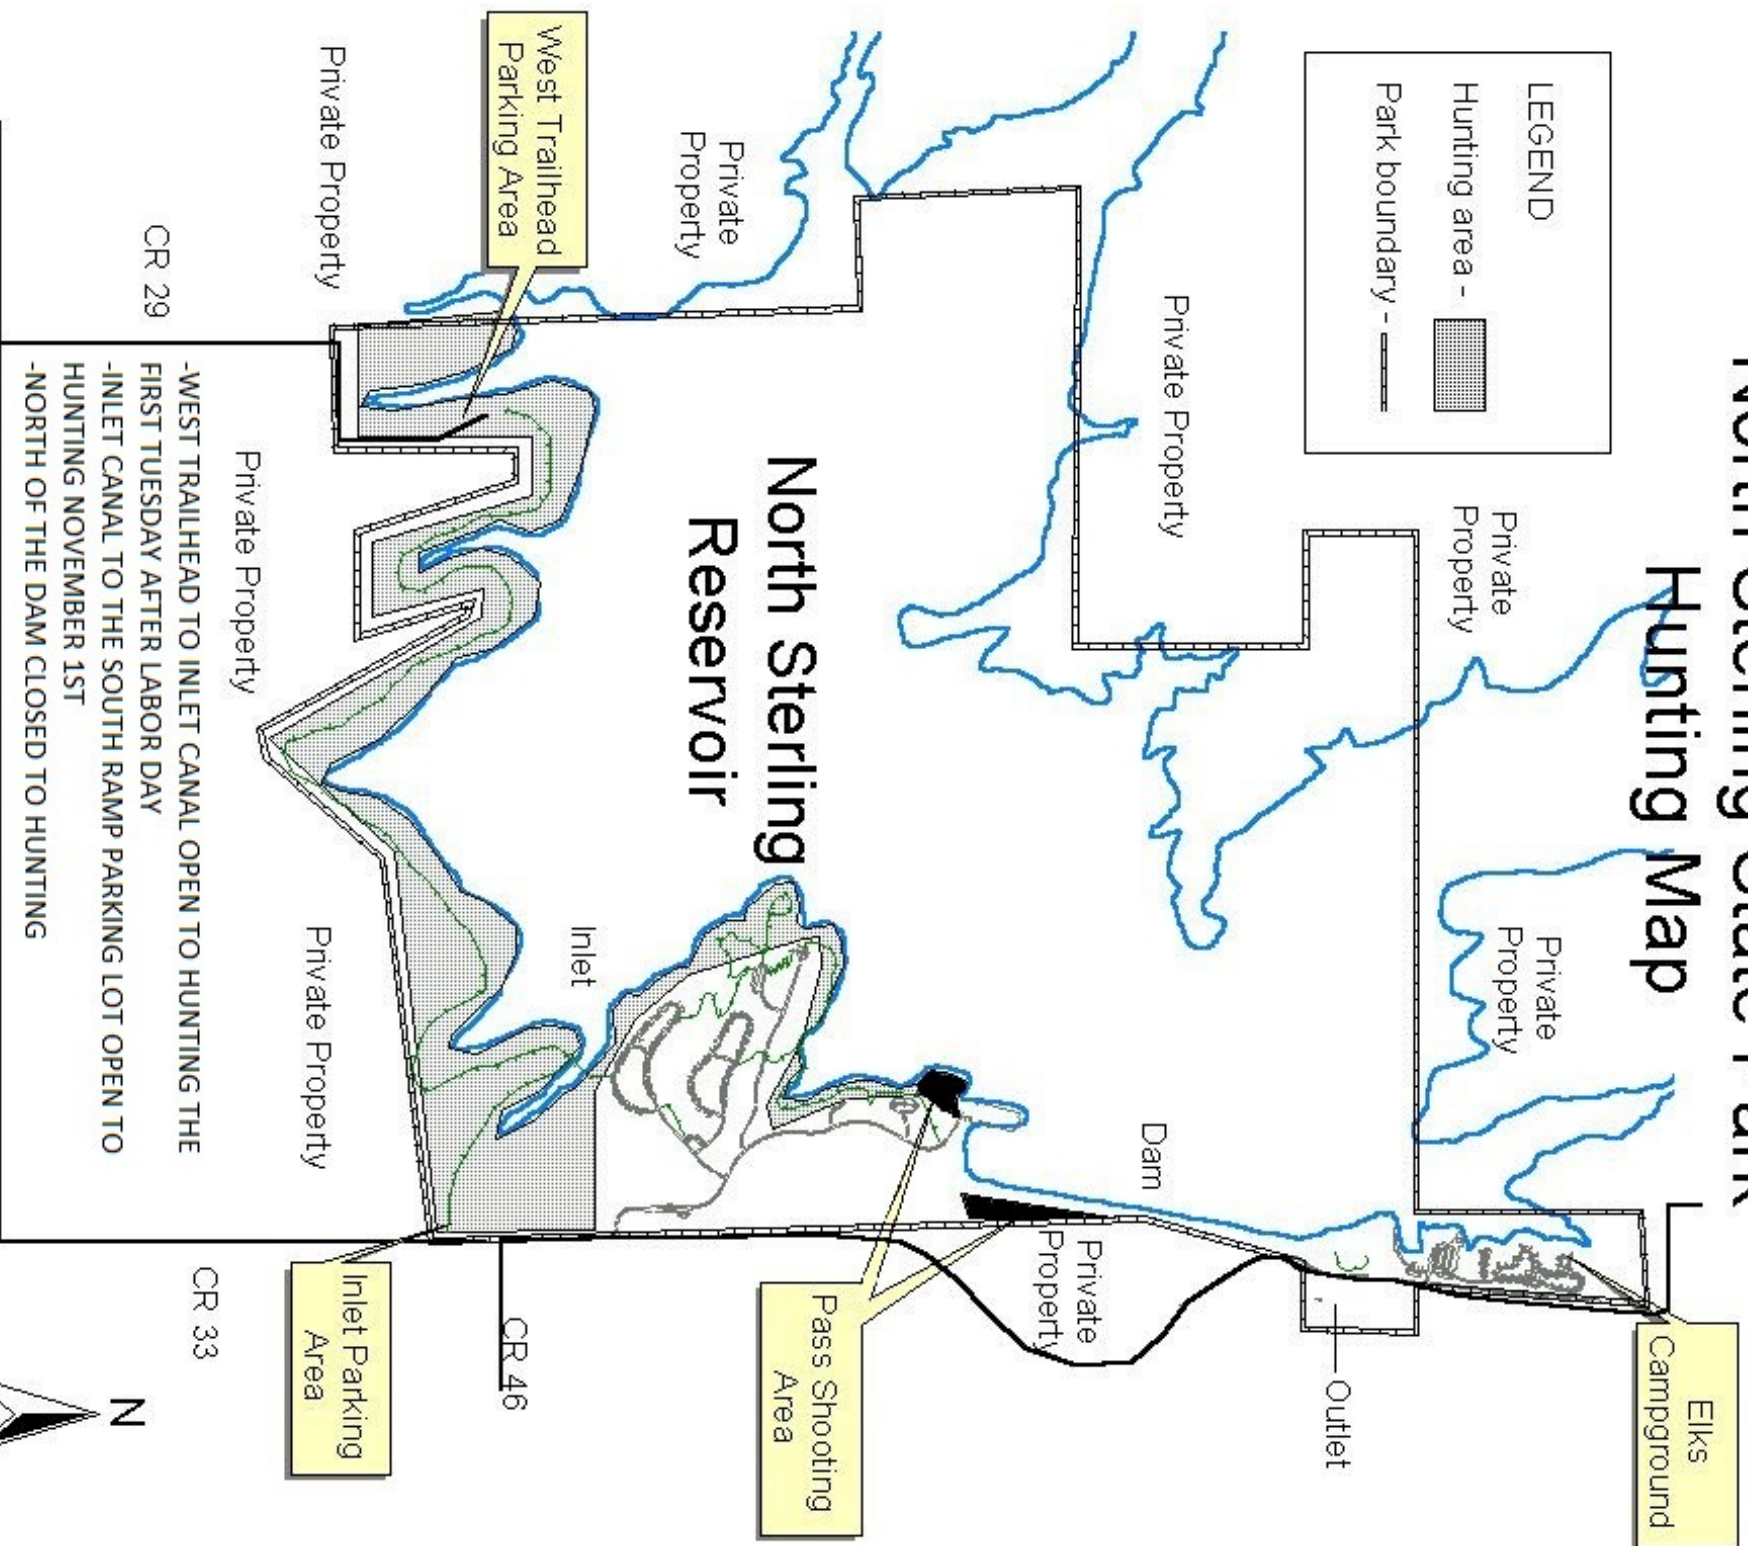 North Sterling State Park
Hunting Map
LEGEND
Hunting area -
Park boundary -
Private
Property
Private
Property
Private Property
Private
Property
West Trailhead
Parking Area
Private Property
North Sterling
Reservoir
Dam
Inlet
Elks
Campground
Outlet
Private
Property
Pass Shooting
Area
CR 46
Inlet Parking
Area
CR 33
Private Property
Private Property
CR 29
-WEST TRAILHEAD TO INLET CANAL OPEN TO HUNTING THE
FIRST TUESDAY AFTER LABOR DAY
-INLET CANAL TO THE SOUTH RAMP PARKING LOT OPEN TO
HUNTING NOVEMBER 1ST
-NORTH OF THE DAM CLOSED TO HUNTING
N